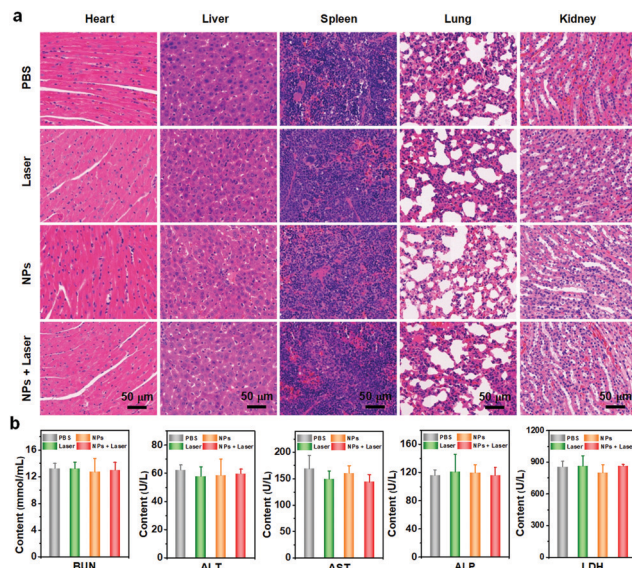 a
Heart Liver Spleen Lung Kidney
PBS
Laser
NPs
NPs + Laser
50 μm 50 μm 50 μm 50 μm 50 μm
b
PBS NPs
Laser NPs + Laser
Content (mmol/mL)
16
12
8
4
0
BUN
PBS NPs
Laser NPs + Laser
Content (U/L)
80
60
40
20
0
ALT
PBS NPs
Laser NPs + Laser
Content (U/L)
200
150
100
50
0
AST
PBS NPs
Laser NPs + Laser
Content (U/L)
160
120
80
40
0
ALP
PBS NPs
Laser NPs + Laser
Content (U/L)
1200
900
600
300
0
LDH